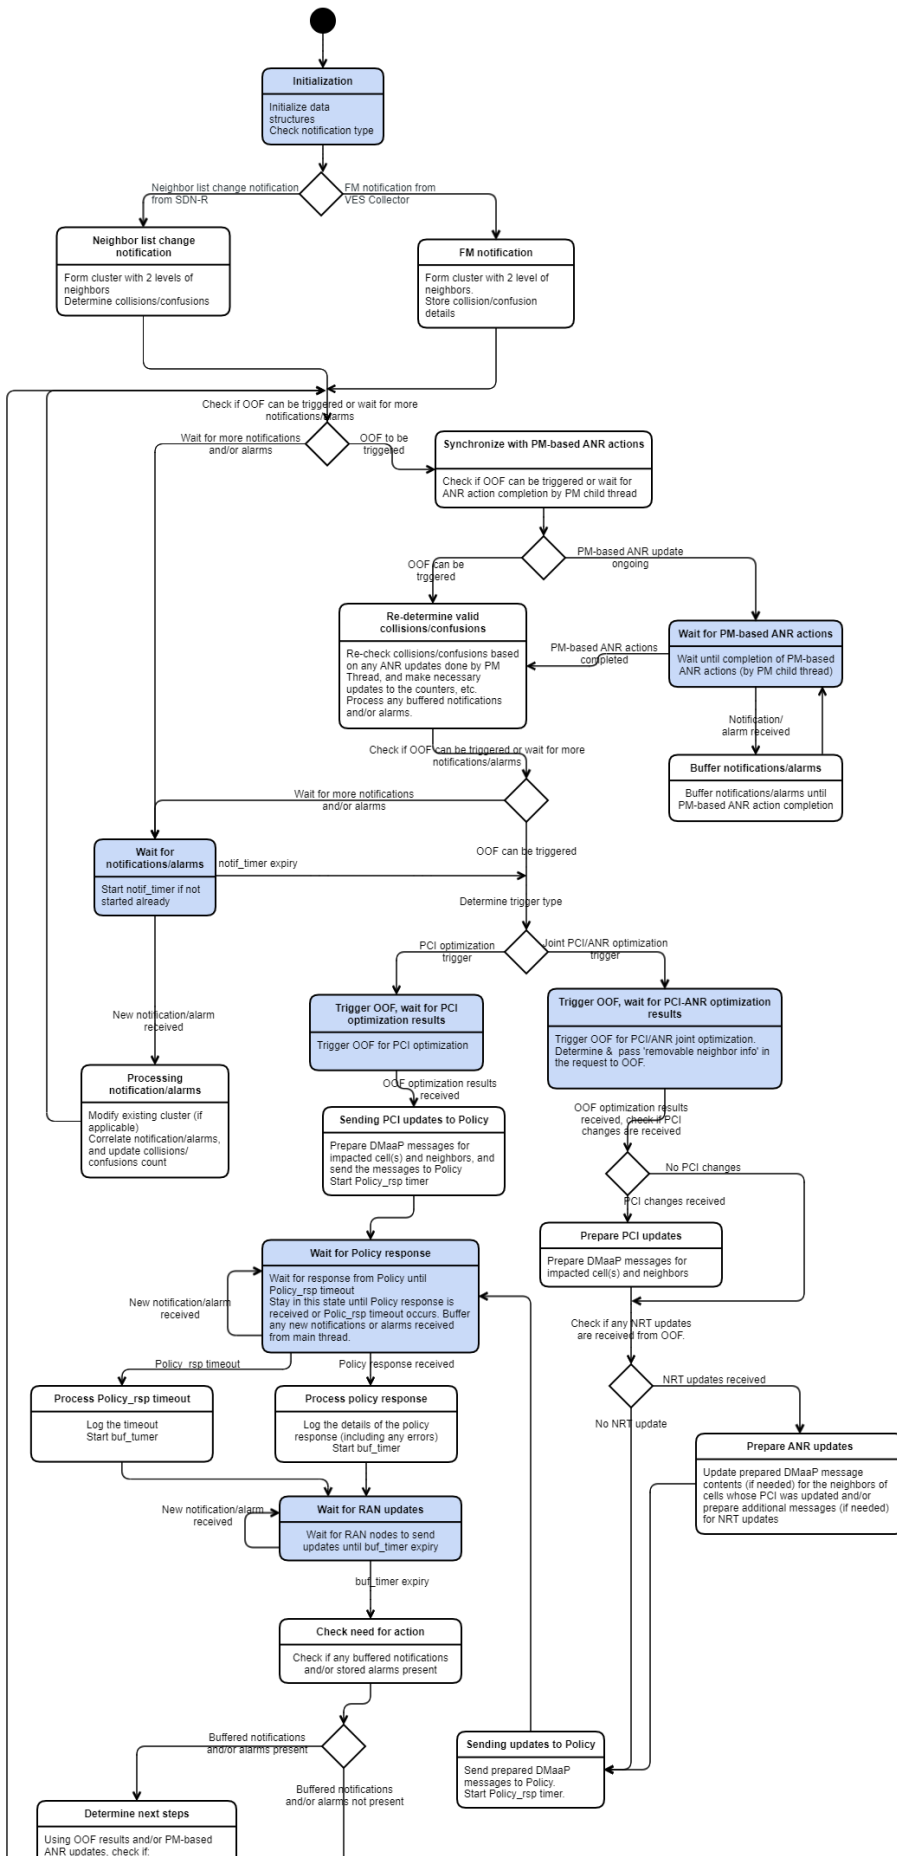 Initialization
Initialize data
structures
Check notification type
Neighbor list change notification
from SDN-R
FM notification from
VES Collector
Neighbor list change
notification
Form cluster with 2 levels of
neighbors
Determine collisions/confusions
FM notification
Form cluster with 2 level of
neighbors.
Store collision/confusion
details
Check if OOF can be triggered or wait for more
notifications/alarms
Wait for more notifications
and/or alarms
OOF to be
triggered
Synchronize with PM-based ANR actions
Check if OOF can be triggered or wait for
ANR action completion by PM child thread
OOF can be
trggered
PM-based ANR update
ongoing
Re-determine valid
collisions/confusions
Re-check collisions/confusions based
on any ANR updates done by PM
Thread, and make necessary
updates to the counters, etc.
Process any buffered notifications
and/or alarms.
PM-based ANR actions
completed
Wait for PM-based ANR actions
Wait until completion of PM-based
ANR actions (by PM child thread)
Notification/
alarm received
Buffer notifications/alarms
Buffer notifications/alarms until
PM-based ANR action completion
Check if OOF can be triggered or wait for more
notifications/alarms
Wait for more notifications
and/or alarms
OOF can be triggered
Wait for
notifications/alarms
Start notif_timer if not
started already
notif_timer expiry
Determine trigger type
PCI optimization
trigger
Joint PCI/ANR optimization
trigger
Trigger OOF, wait for PCI
optimization results
Trigger OOF for PCI optimization
Trigger OOF, wait for PCI-ANR optimization
results
Trigger OOF for PCI/ANR joint optimization.
Determine & pass 'removable neighbor info' in
the request to OOF.
New notification/alarm
received
Processing
notification/alarms
Modify existing cluster (if
applicable)
Correlate notification/alarms,
and update collisions/
confusions count
OOF optimization results
received
Sending PCI updates to Policy
Prepare DMaaP messages for
impacted cell(s) and neighbors, and
send the messages to Policy
Start Policy_rsp timer
OOF optimization results
received, check if PCI
changes are received
No PCI changes
PCI changes received
Prepare PCI updates
Prepare DMaaP messages for
impacted cell(s) and neighbors
Wait for Policy response
Wait for response from Policy until
Policy_rsp timeout
Stay in this state until Policy response is
received or Polic_rsp timeout occurs. Buffer
any new notifications or alarms received
from main thread.
New notification/alarm
received
Check if any NRT updates
are received from OOF.
Policy_rsp timeout
Policy response received
NRT updates received
No NRT update
Process Policy_rsp timeout
Log the timeout
Start buf_tumer
Process policy response
Log the details of the policy
response (including any errors)
Start buf_timer
Prepare ANR updates
Update prepared DMaaP message
contents (if needed) for the neighbors of
cells whose PCI was updated and/or
prepare additional messages (if needed)
for NRT updates
New notification/alarm
received
Wait for RAN updates
Wait for RAN nodes to send
updates until buf_timer expiry
buf_timer expiry
Check need for action
Check if any buffered notifications
and/or stored alarms present
Buffered notifications
and/or alarms present
Buffered notifications
and/or alarms not present
Sending updates to Policy
Send prepared DMaaP
messages to Policy.
Start Policy_rsp timer.
Determine next steps
Using OOF results and/or PM-based
ANR updates, check if: